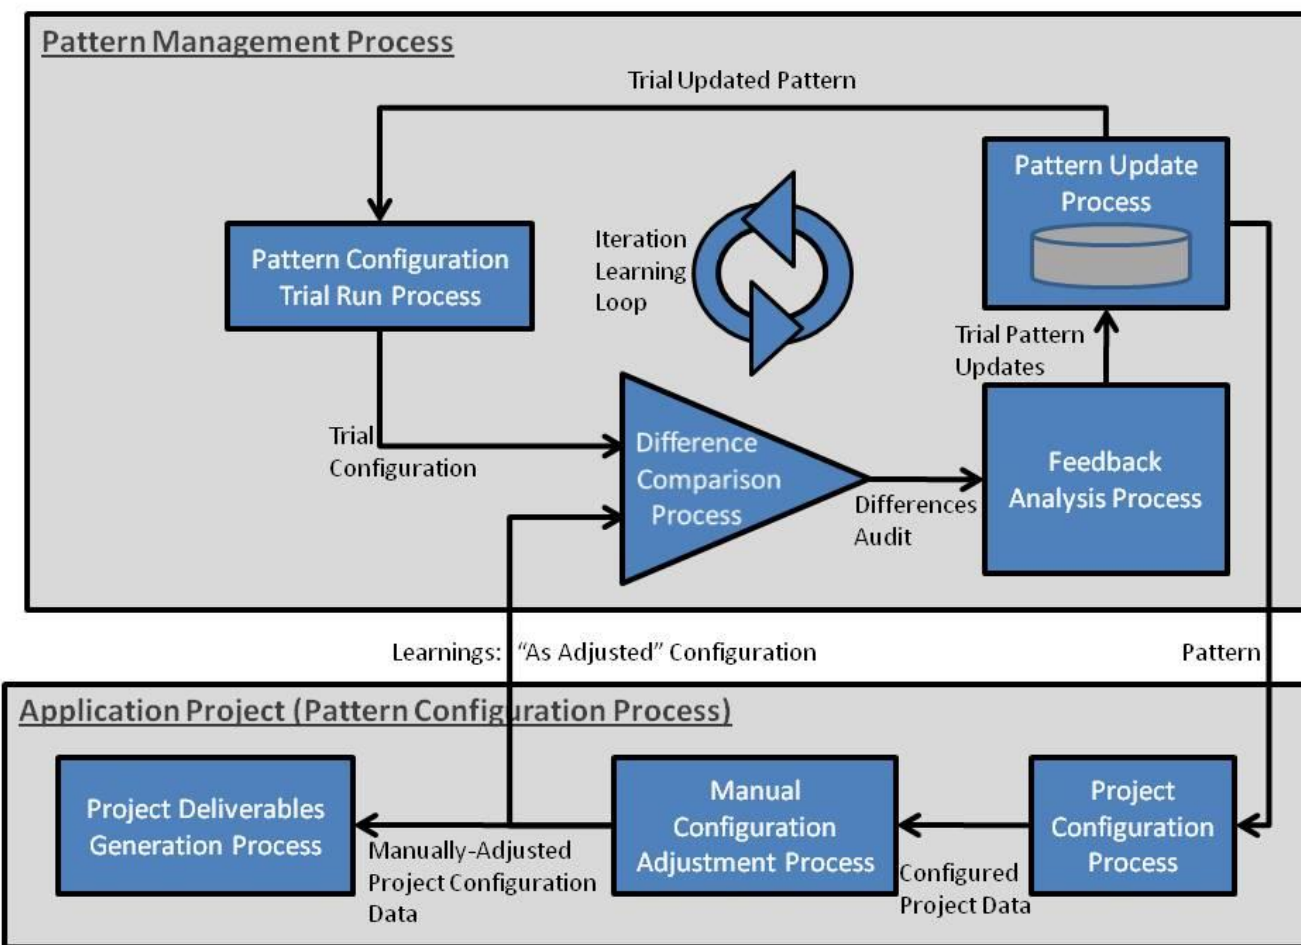 Pattern Management Process
Trial Updated Pattern
Pattern Update
Process
Iteration
Learning
Loop
Pattern Configuration
Trial Run Process
Trial Pattern
Updates
Trial
Configuration
Difference
Comparison
Process
Differences
Audit
Feedback
Analysis Process
Learnings: "As Adjusted" Configuration
Pattern
Application Project (Pattern Configuration Process)
Project Deliverables
Generation Process
Manually-Adjusted
Project Configuration
Data
Manual
Configuration
Adjustment Process
Configured
Project Data
Project
Configuration
Process